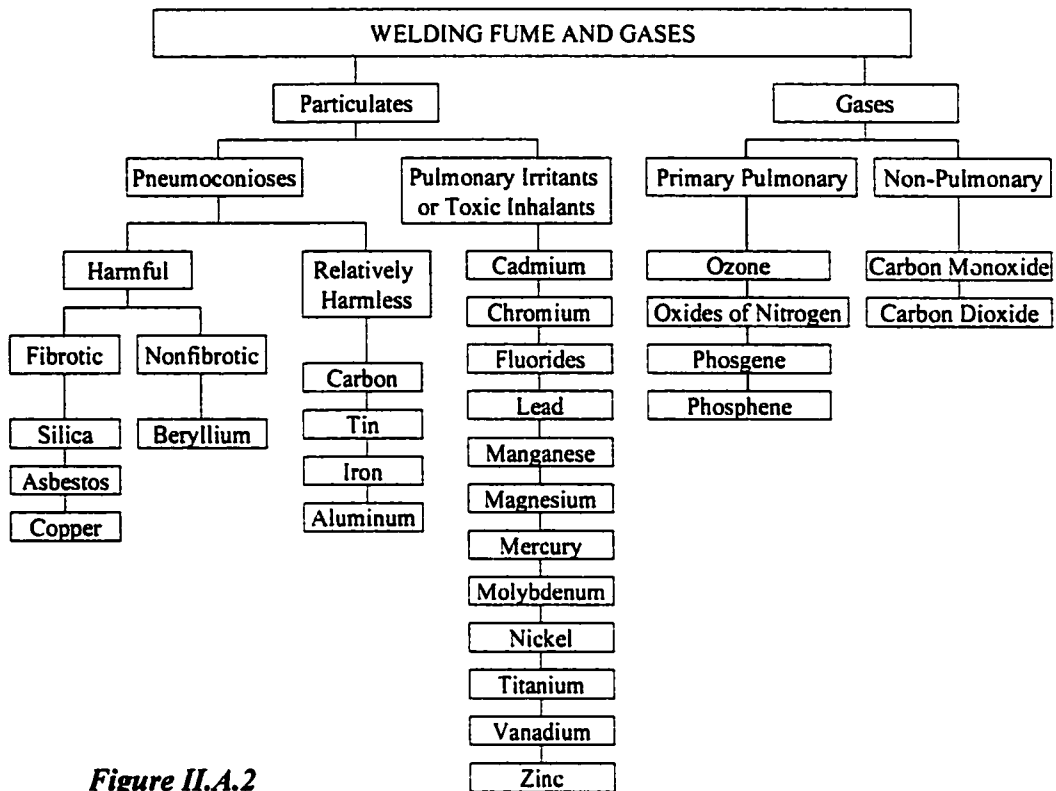 WELDING FUME AND GASES
Particulates
Gases
Pneumoconioses
Pulmonary Irritants
or Toxic Inhalants
Primary Pulmonary
Non-Pulmonary
Harmful
Relatively
Harmless
Fibrotic
Nonfibrotic
Silica
Asbestos
Copper
Beryllium
Carbon
Tin
Iron
Aluminum
Cadmium
Chromium
Fluorides
Lead
Manganese
Magnesium
Mercury
Molybdenum
Nickel
Titanium
Vanadium
Zinc
Ozone
Oxides of Nitrogen
Phosgene
Phosphene
Carbon Monoxide
Carbon Dioxide
Figure II.A.2